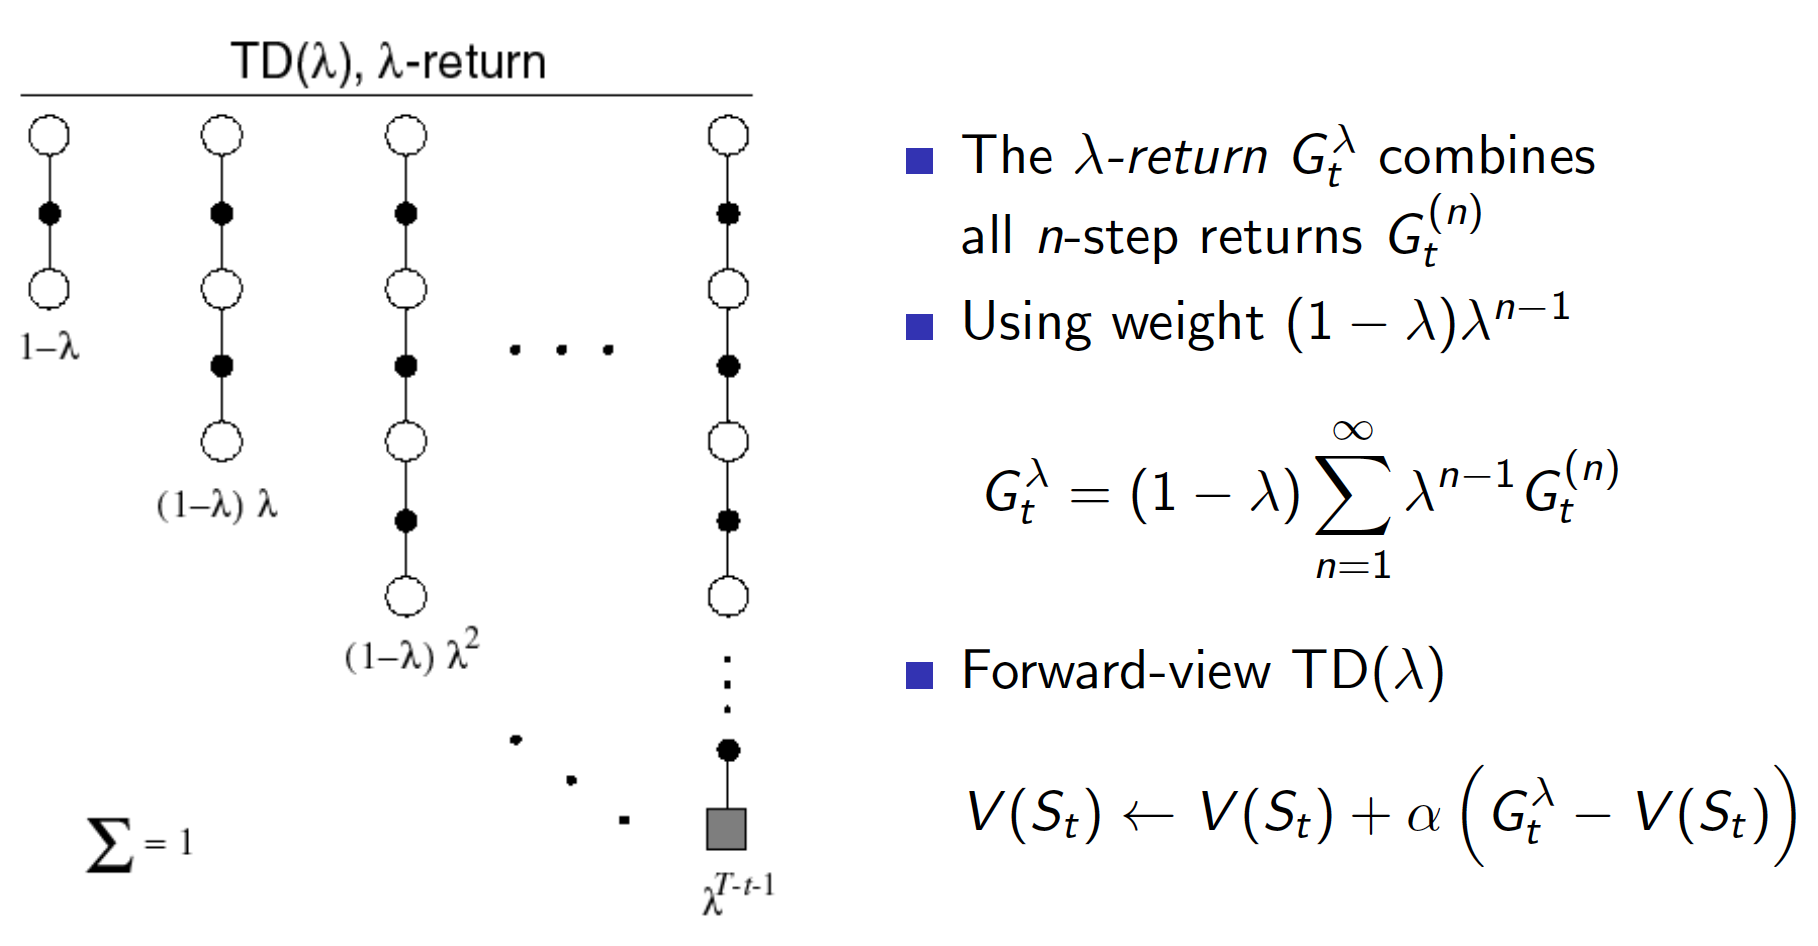 TD(λ), λ-return
1–λ
(1–λ) λ
(1–λ) λ²
. . .
∑ = 1
λ^{T-t-1}
The λ-return G_t^λ combines
all n-step returns G_t^{(n)}
Using weight (1 − λ)λ^{n−1}
G_t^λ = (1 − λ) ∑_{n=1}^{∞} λ^{n−1} G_t^{(n)}
Forward-view TD(λ)
V(S_t) ← V(S_t) + α (G_t^λ − V(S_t))